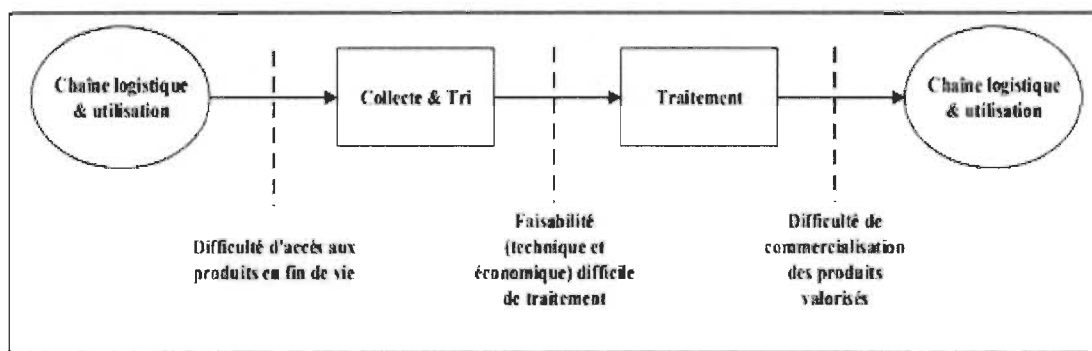 Chaîne logistique
& utilisation
Collecte & Tri
Traitement
Chaîne logistique
& utilisation
Difficulté d'accès aux
produits en fin de vie
Faisabilité
(technique et
économique) difficile
de traitement
Difficulté de
commercialisation
des produits
valorisés